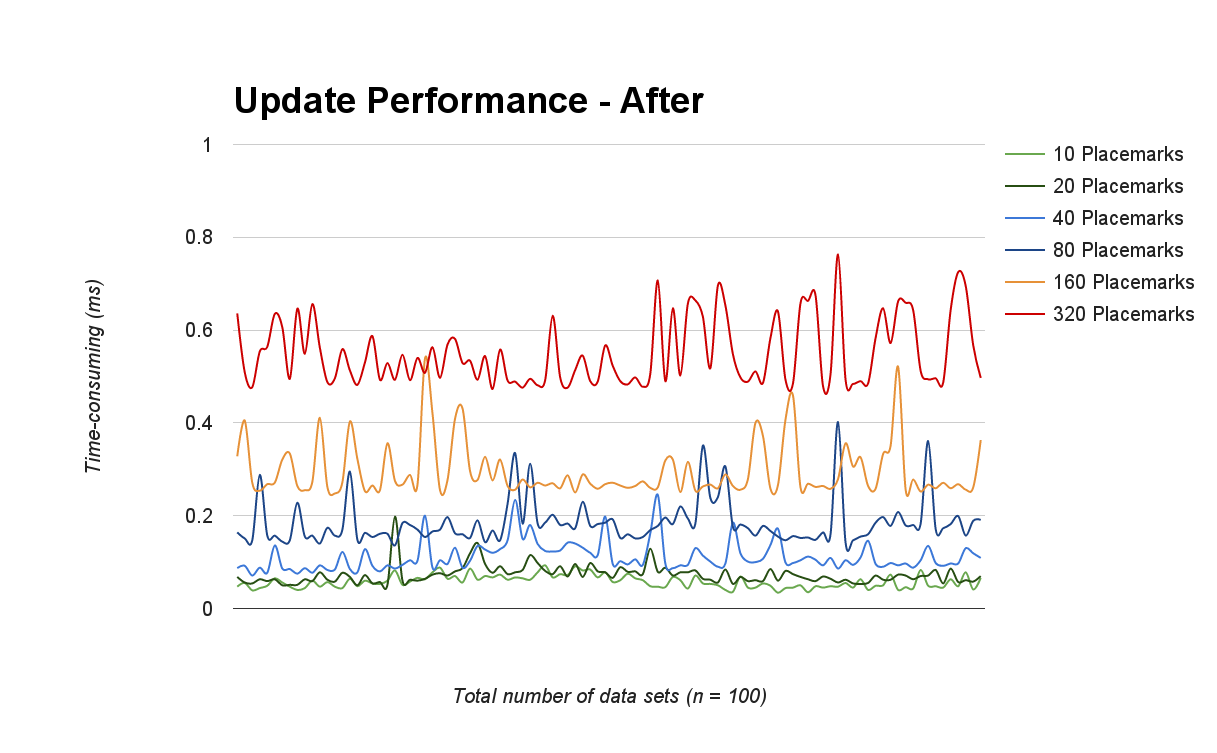 Update Performance - After
1
0.8
0.6
0.4
0.2
0
Time-consuming (ms)
Total number of data sets (n = 100)
10 Placemarks
20 Placemarks
40 Placemarks
80 Placemarks
160 Placemarks
320 Placemarks